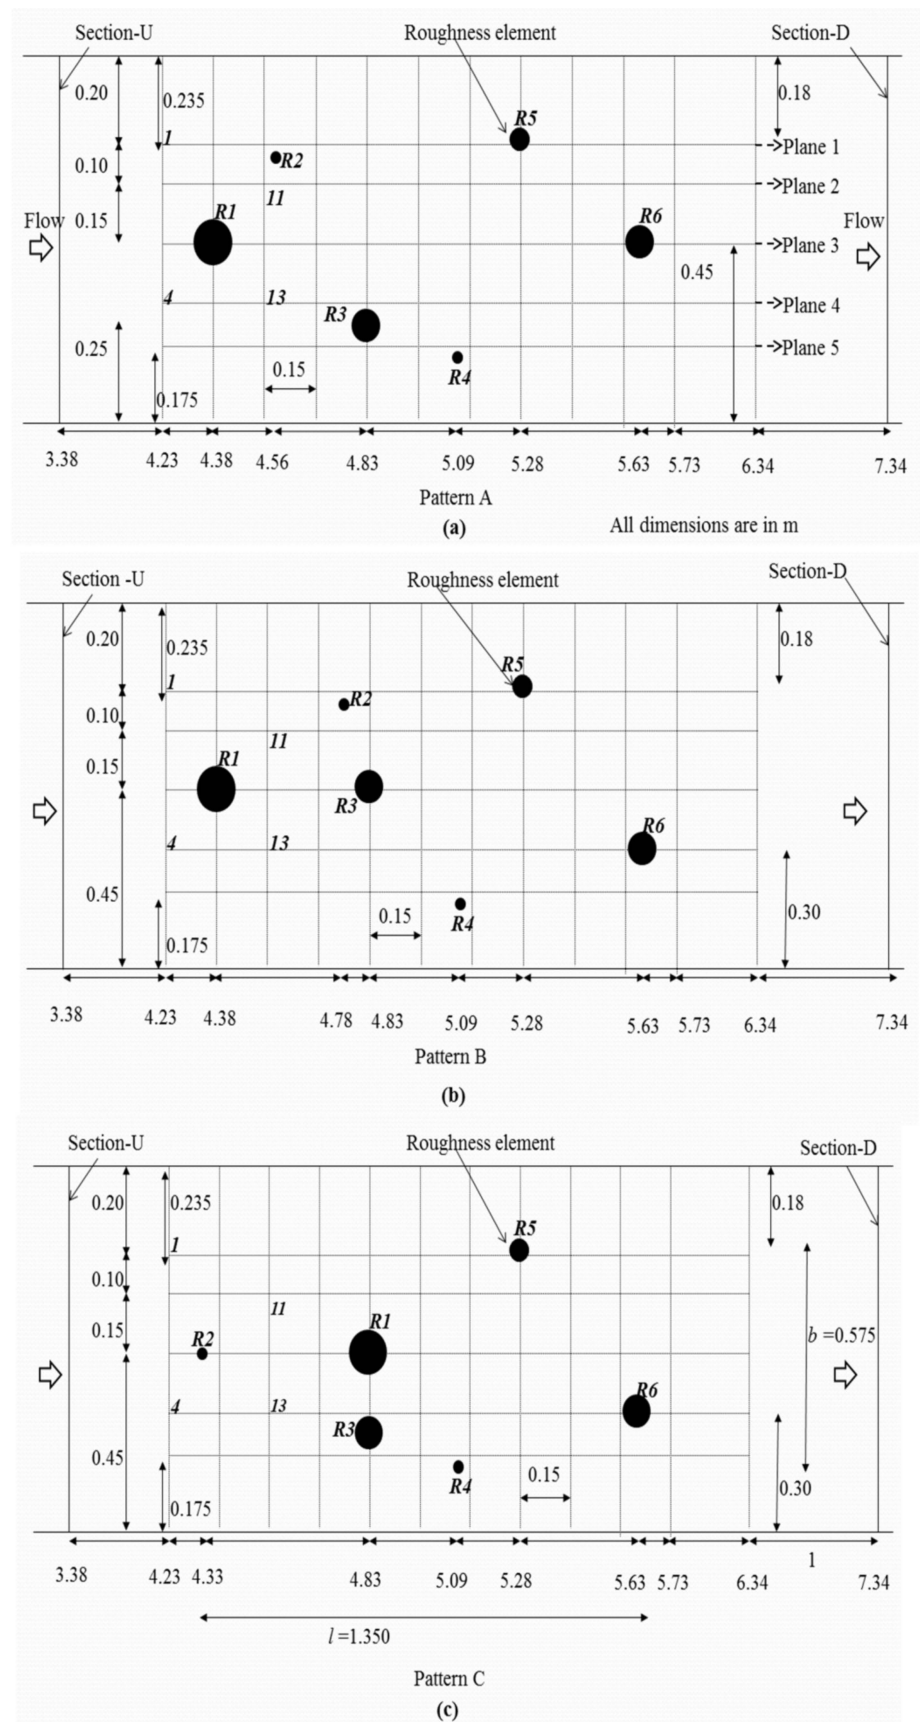 Section-U Roughness element Section-D
0.20 0.235 0.18
1 R5
Plane 1
0.10 R2
Plane 2
11
0.15 R1 R6
Flow Flow
Plane 3
0.45
4 13
Plane 4
R3
0.25 Plane 5
0.15 R4
0.175
3.38 4.23 4.38 4.56 4.83 5.09 5.28 5.63 5.73 6.34 7.34
Pattern A
(a) All dimensions are in m
Section -U Roughness element Section-D
0.20 0.235 0.18
1 R5
R2
0.10
11
0.15 R1
R3
R6
4 13
0.45 0.15 R4 0.30
0.175
3.38 4.23 4.38 4.78 4.83 5.09 5.28 5.63 5.73 6.34 7.34
Pattern B
(b)
Section-U Roughness element Section-D
0.20 0.235 0.18
1 R5
0.10
11
0.15 R2 R1 b =0.575
R6
4 13
R3
0.45 R4 0.15 0.30
0.175
1
3.38 4.23 4.33 4.83 5.09 5.28 5.63 5.73 6.34 7.34
l =1.350
Pattern C
(c)